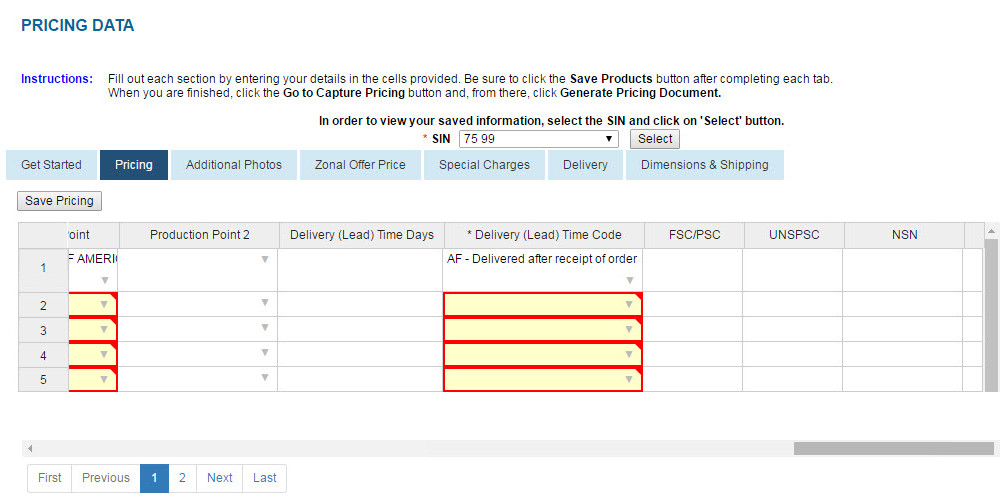 PRICING DATA
Instructions: Fill out each section by entering your details in the cells provided. Be sure to click the Save Products button after completing each tab.
When you are finished, click the Go to Capture Pricing button and, from there, click Generate Pricing Document.
In order to view your saved information, select the SIN and click on 'Select' button.
* SIN 75 99 Select
Get Started Pricing Additional Photos Zonal Offer Price Special Charges Delivery Dimensions & Shipping
Save Pricing
oint Production Point 2 Delivery (Lead) Time Days * Delivery (Lead) Time Code FSC/PSC UNSPSC NSN
1 F AMERI AF - Delivered after receipt of order
2
3
4
5
First Previous 1 2 Next Last